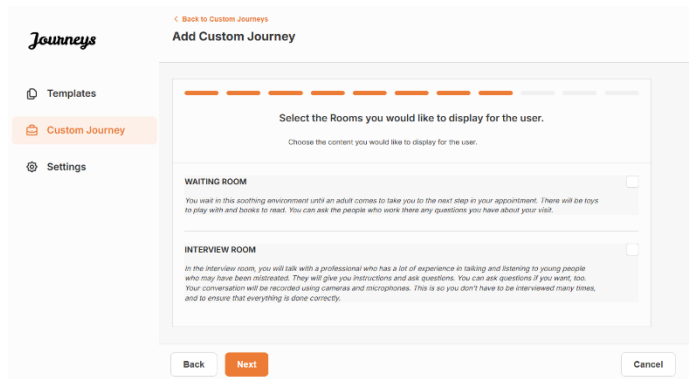 < Back to Custom Journeys
Journeys
Add Custom Journey
Templates
Custom Journey
Settings
Select the Rooms you would like to display for the user.
Choose the content you would like to display for the user.
WAITING ROOM
You wait in this soothing environment until an adult comes to take you to the next step in your appointment. There will be toys
to play with and books to read. You can ask the people who work there any questions you have about your visit.
INTERVIEW ROOM
In the interview room, you will talk with a professional who has a lot of experience in talking and listening to young people
who may have been mistreated. They will give you instructions and ask questions. You can ask questions if you want, too.
Your conversation will be recorded using cameras and microphones. This is so you don't have to be interviewed many times,
and to ensure that everything is done correctly.
Back
Next
Cancel